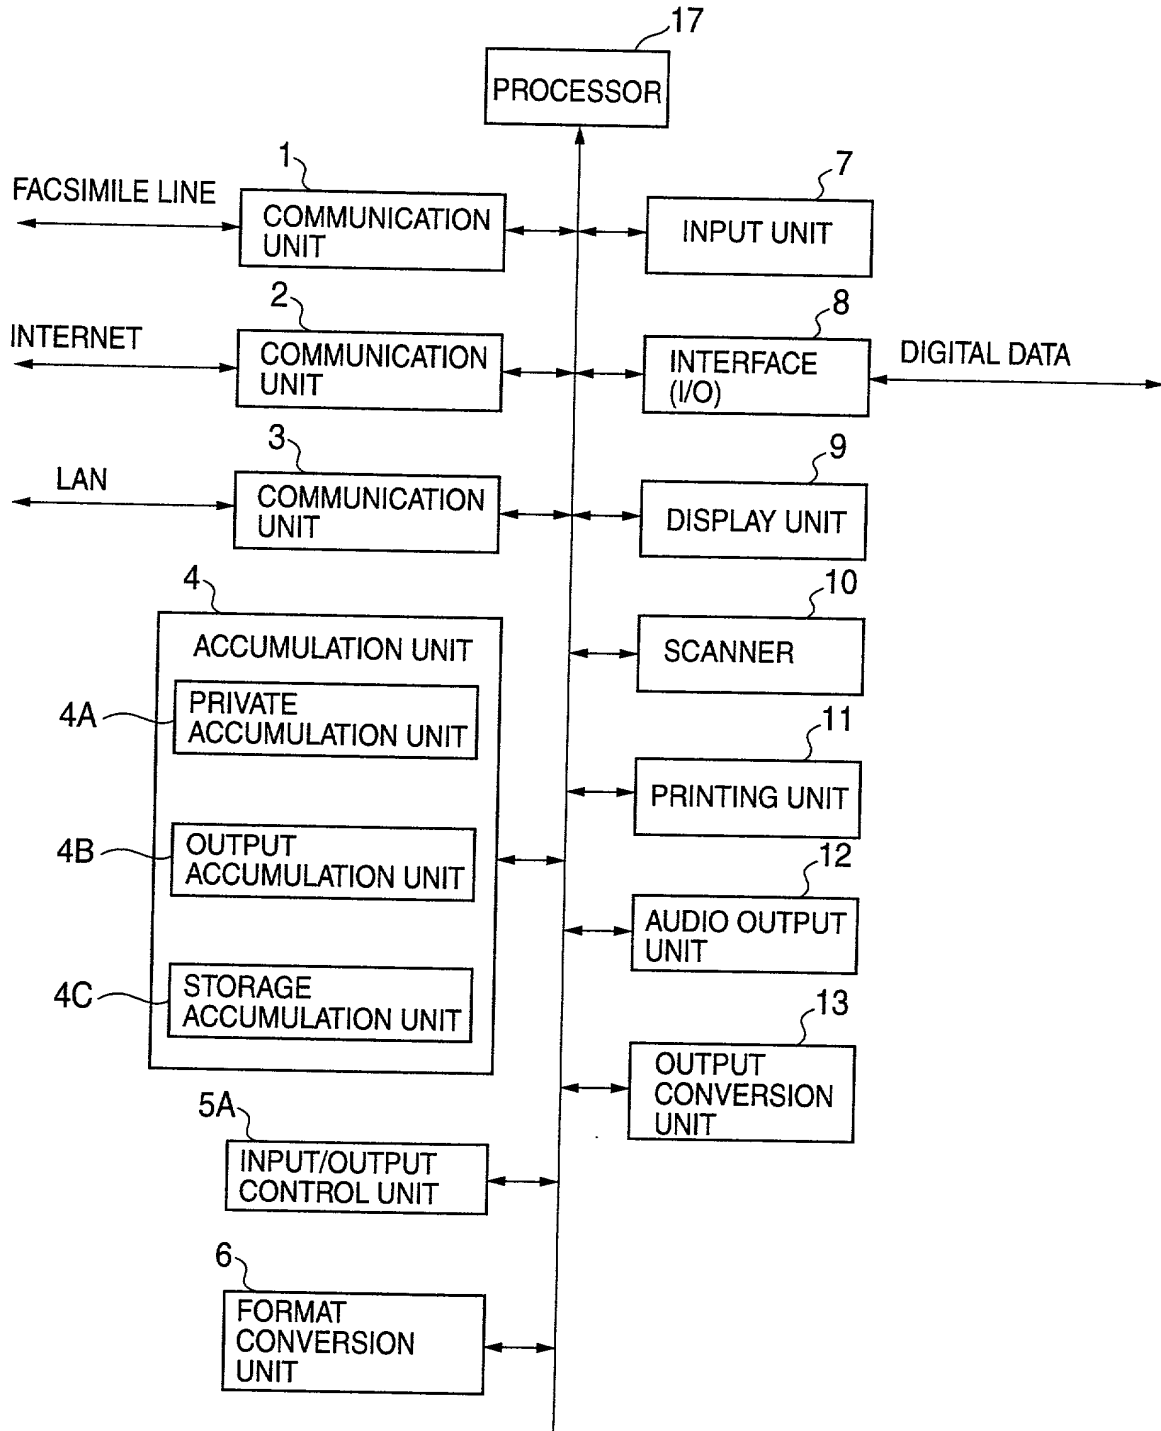 17
PROCESSOR
1
FACSIMILE LINE
COMMUNICATION
UNIT
7
INPUT UNIT
2
INTERNET
COMMUNICATION
UNIT
8
INTERFACE
(I/O)
DIGITAL DATA
3
LAN
COMMUNICATION
UNIT
9
DISPLAY UNIT
4
ACCUMULATION UNIT
4A
PRIVATE
ACCUMULATION UNIT
4B
OUTPUT
ACCUMULATION UNIT
4C
STORAGE
ACCUMULATION UNIT
10
SCANNER
11
PRINTING UNIT
12
AUDIO OUTPUT
UNIT
13
OUTPUT
CONVERSION
UNIT
5A
INPUT/OUTPUT
CONTROL UNIT
6
FORMAT
CONVERSION
UNIT